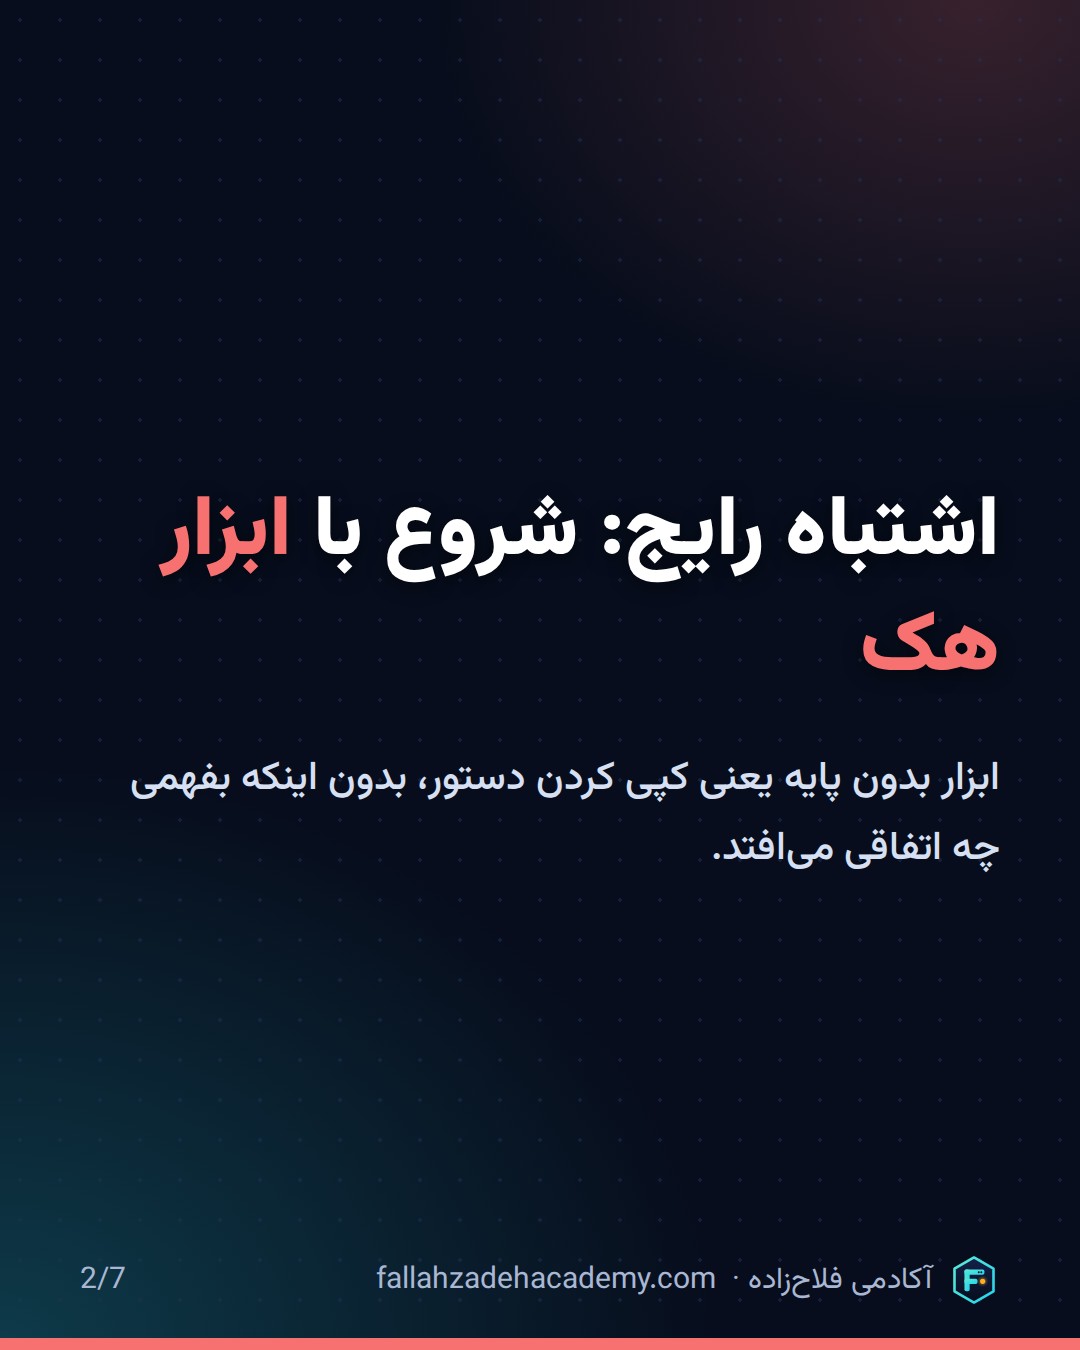 اشتباه رایج: شروع با ابزار
هک
ابزار بدون پایه یعنی کپی کردن دستور، بدون اینکه بفهمی
چه اتفاقی می‌افتد.
آکادمی فلاح‌زاده · fallahzadehacademy.com
2/7